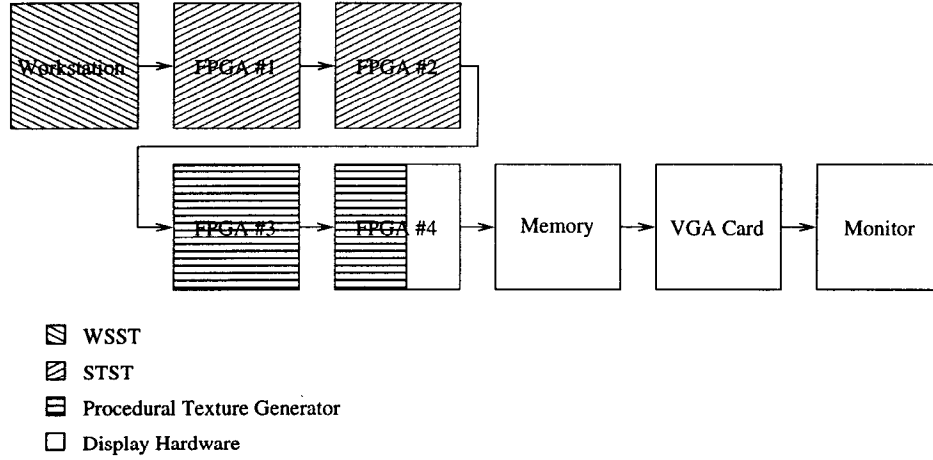 Workstation FPGA #1 FPGA #2
FPGA #3 FPGA #4 Memory VGA Card Monitor
WSST
STST
Procedural Texture Generator
Display Hardware